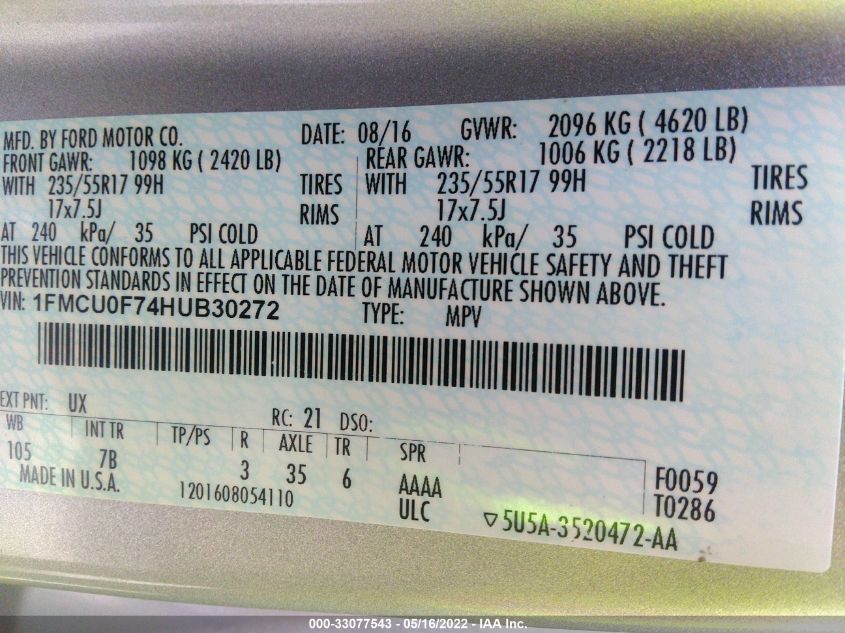 MFD. BY FORD MOTOR CO. DATE: 08/16 GVWR: 2096 KG ( 4620 LB)
FRONT GAWR: 1098 KG ( 2420 LB) REAR GAWR: 1006 KG ( 2218 LB)
WITH 235/55R17 99H TIRES WITH 235/55R17 99H TIRES
17x7.5J RIMS 17x7.5J RIMS
AT 240 kPa/ 35 PSI COLD AT 240 kPa/ 35 PSI COLD
THIS VEHICLE CONFORMS TO ALL APPLICABLE FEDERAL MOTOR VEHICLE SAFETY AND THEFT
PREVENTION STANDARDS IN EFFECT ON THE DATE OF MANUFACTURE SHOWN ABOVE.
VIN: 1FMCU0F74HUB30272 TYPE: MPV
EXT PNT: UX RC: 21 DSO:
WB INT TR TP/PS R AXLE TR SPR
105 7B 3 35 6 AAAA F0059
MADE IN U.S.A. 1201608054110 ULC T0286
▽5U5A-3520472-AA
000-33077543 - 05/16/2022 - IAA Inc.